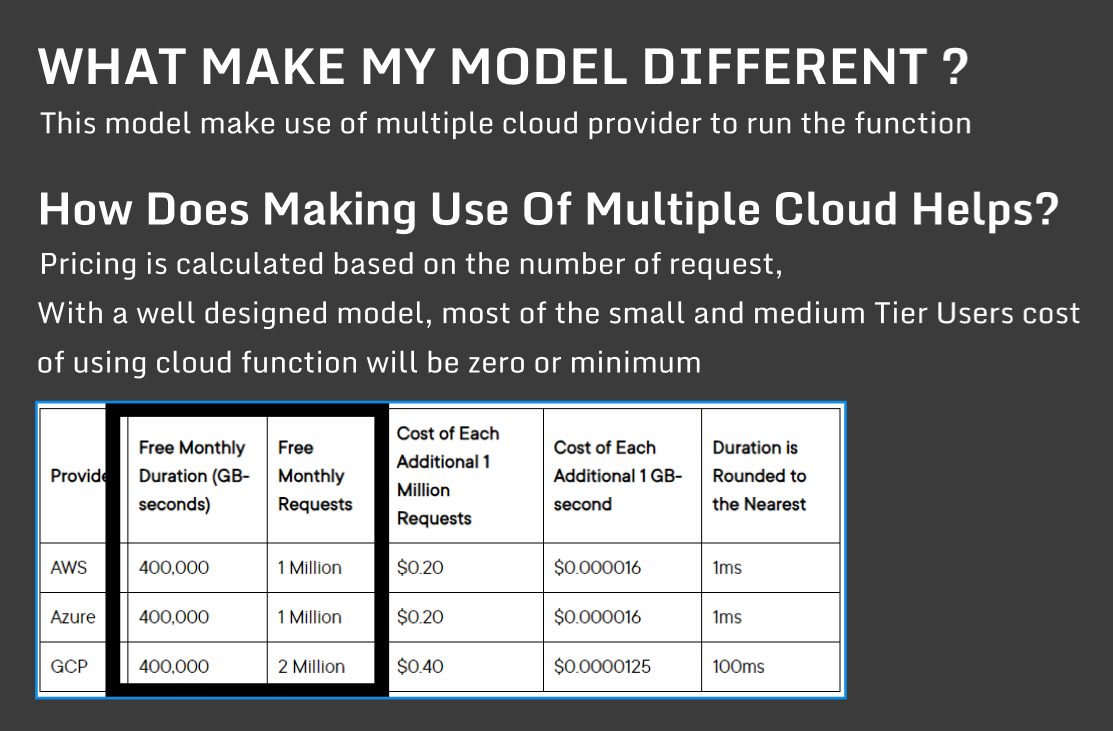 WHAT MAKE MY MODEL DIFFERENT ?
This model make use of multiple cloud provider to run the function
How Does Making Use Of Multiple Cloud Helps?
Pricing is calculated based on the number of request,
With a well designed model, most of the small and medium Tier Users cost
of using cloud function will be zero or minimum
Provide Free Monthly Duration (GB-seconds) Free Monthly Requests Cost of Each Additional 1 Million Requests Cost of Each Additional 1 GB-second Duration is Rounded to the Nearest
AWS 400,000 1 Million $0.20 $0.000016 1ms
Azure 400,000 1 Million $0.20 $0.000016 1ms
GCP 400,000 2 Million $0.40 $0.0000125 100ms